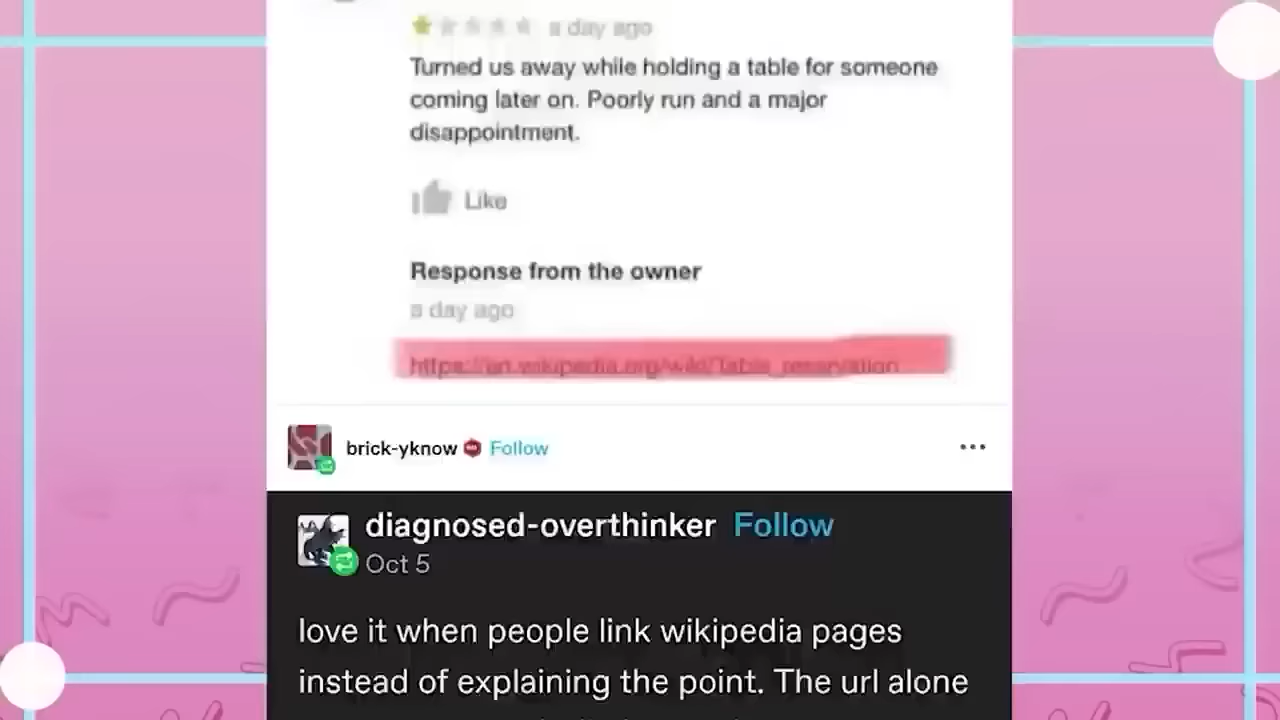 a day ago
Turned us away while holding a table for someone
coming later on. Poorly run and a major
disappointment.
Like
Response from the owner
a day ago
https://en.wikipedia.org/wiki/Table_reservation
brick-yknow Follow
diagnosed-overthinker Follow
Oct 5
love it when people link wikipedia pages
instead of explaining the point. The url alone